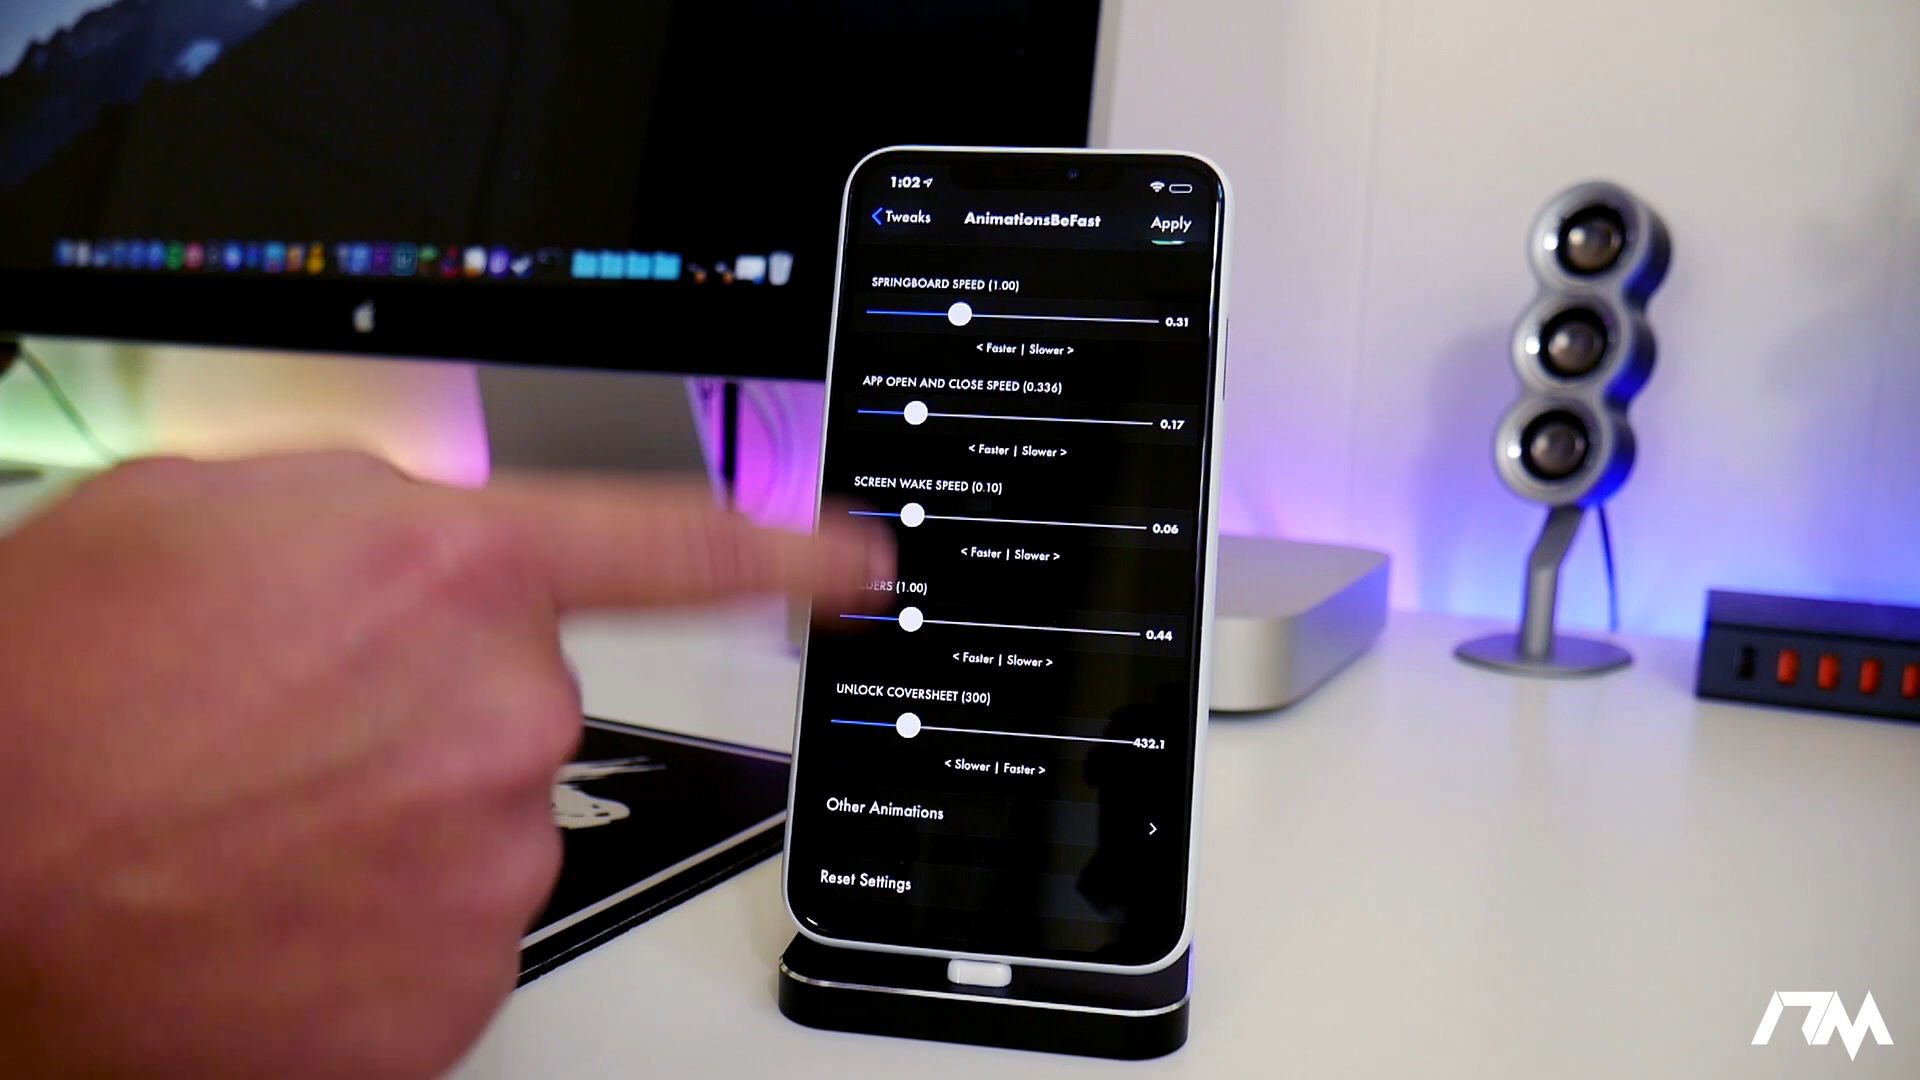 1:02
Tweaks
AnimationsBeFast
Apply
SPRINGBOARD SPEED (1.00)
0.31
< Faster | Slower >
APP OPEN AND CLOSE SPEED (0.336)
0.17
< Faster | Slower >
SCREEN WAKE SPEED (0.10)
0.06
< Faster | Slower >
(1.00)
0.44
< Faster | Slower >
UNLOCK COVERSHEET (300)
432.1
< Slower | Faster >
Other Animations
Reset Settings